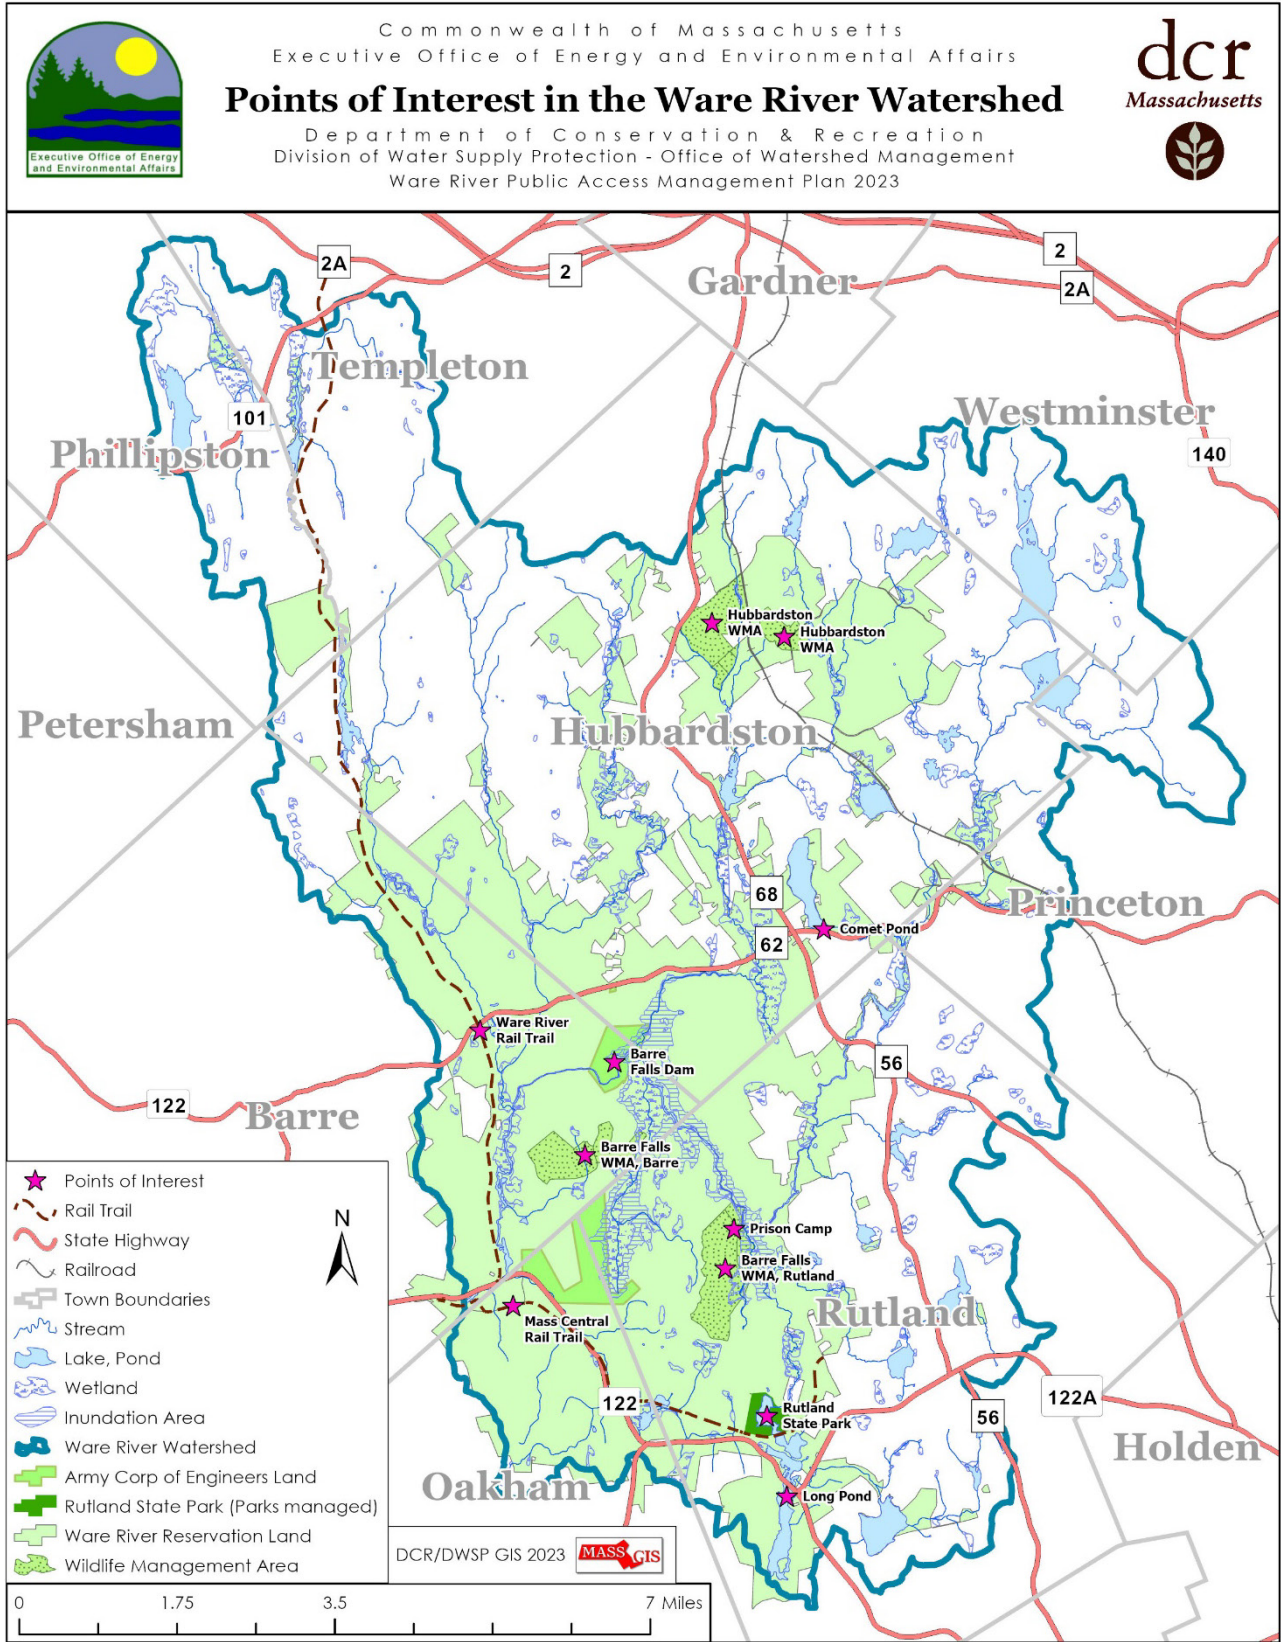 Commonwealth of Massachusetts
Executive Office of Energy and Environmental Affairs
Points of Interest in the Ware River Watershed
Department of Conservation & Recreation
Division of Water Supply Protection - Office of Watershed Management
Ware River Public Access Management Plan 2023
Executive Office of Energy
and Environmental Affairs
dcr
Massachusetts
2A
2
2
2A
Gardner
Templeton
101
Westminster
140
Phillipston
Hubbardston
WMA
Hubbardston
WMA
Petersham
Hubbardston
68
Princeton
62
Comet Pond
Ware River
Rail Trail
Barre
Falls Dam
56
122
Barre
Barre Falls
WMA, Barre
Prison Camp
Barre Falls
WMA, Rutland
Rutland
Mass Central
Rail Trail
122
Rutland
State Park
122A
56
Holden
Oakham
Long Pond
Points of Interest
Rail Trail
State Highway
Railroad
Town Boundaries
Stream
Lake, Pond
Wetland
Inundation Area
Ware River Watershed
Army Corp of Engineers Land
Rutland State Park (Parks managed)
Ware River Reservation Land
Wildlife Management Area
N
DCR/DWSP GIS 2023
MASS GIS
0 1.75 3.5 7 Miles